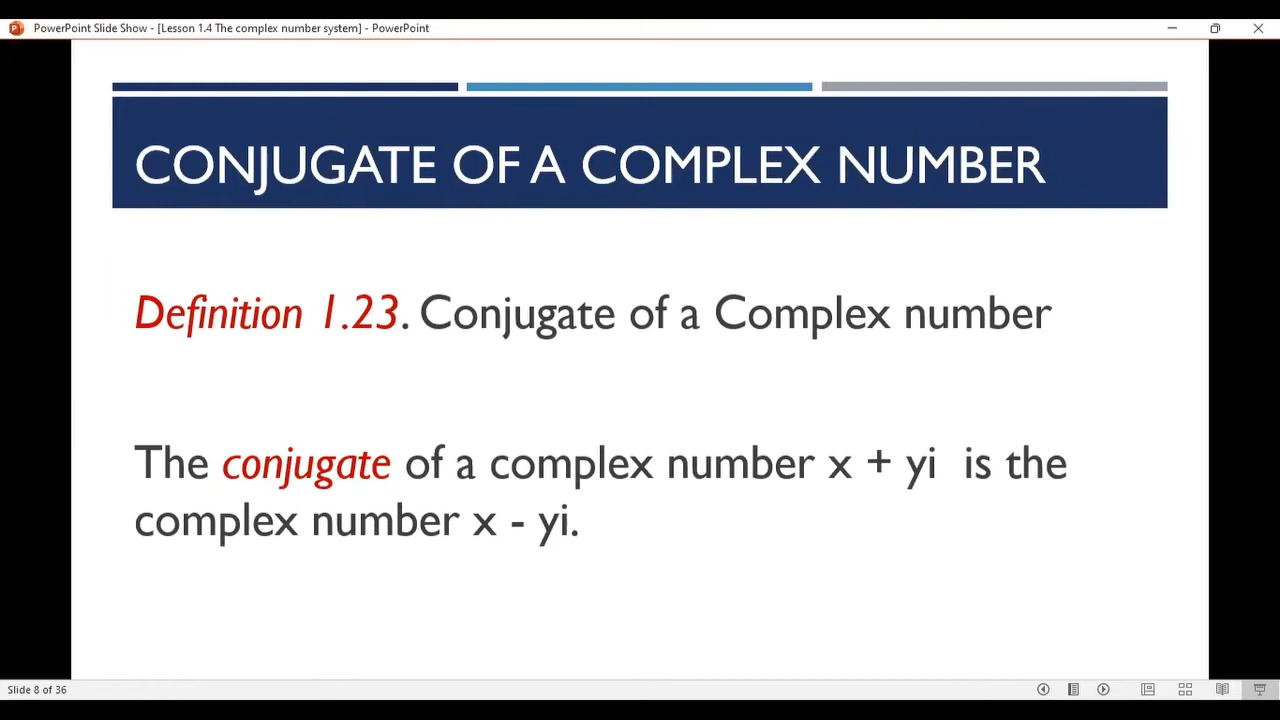 PowerPoint Slide Show - [Lesson 1.4 The complex number system] - PowerPoint
CONJUGATE OF A COMPLEX NUMBER
Definition 1.23. Conjugate of a Complex number
The conjugate of a complex number x + yi is the
complex number x - yi.
Slide 8 of 36